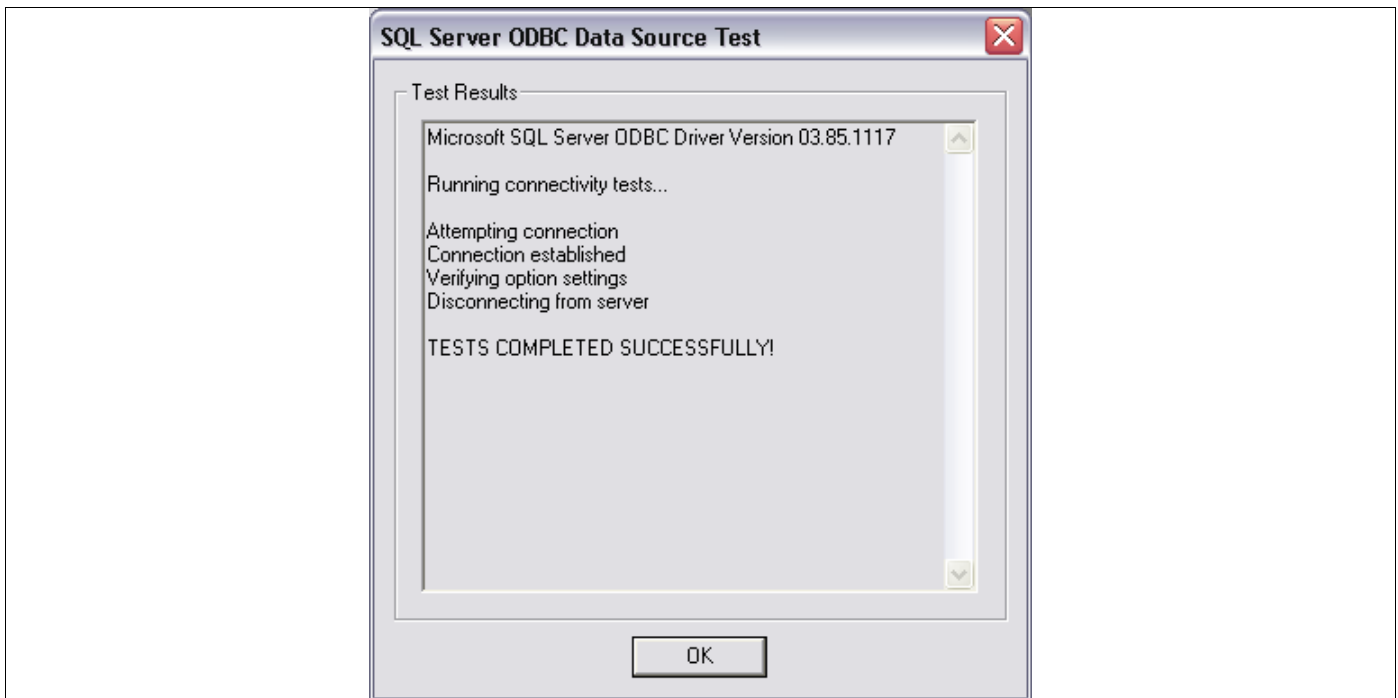 SQL Server ODBC Data Source Test
Test Results
Microsoft SQL Server ODBC Driver Version 03.85.1117
Running connectivity tests...
Attempting connection
Connection established
Verifying option settings
Disconnecting from server
TESTS COMPLETED SUCCESSFULLY!
OK